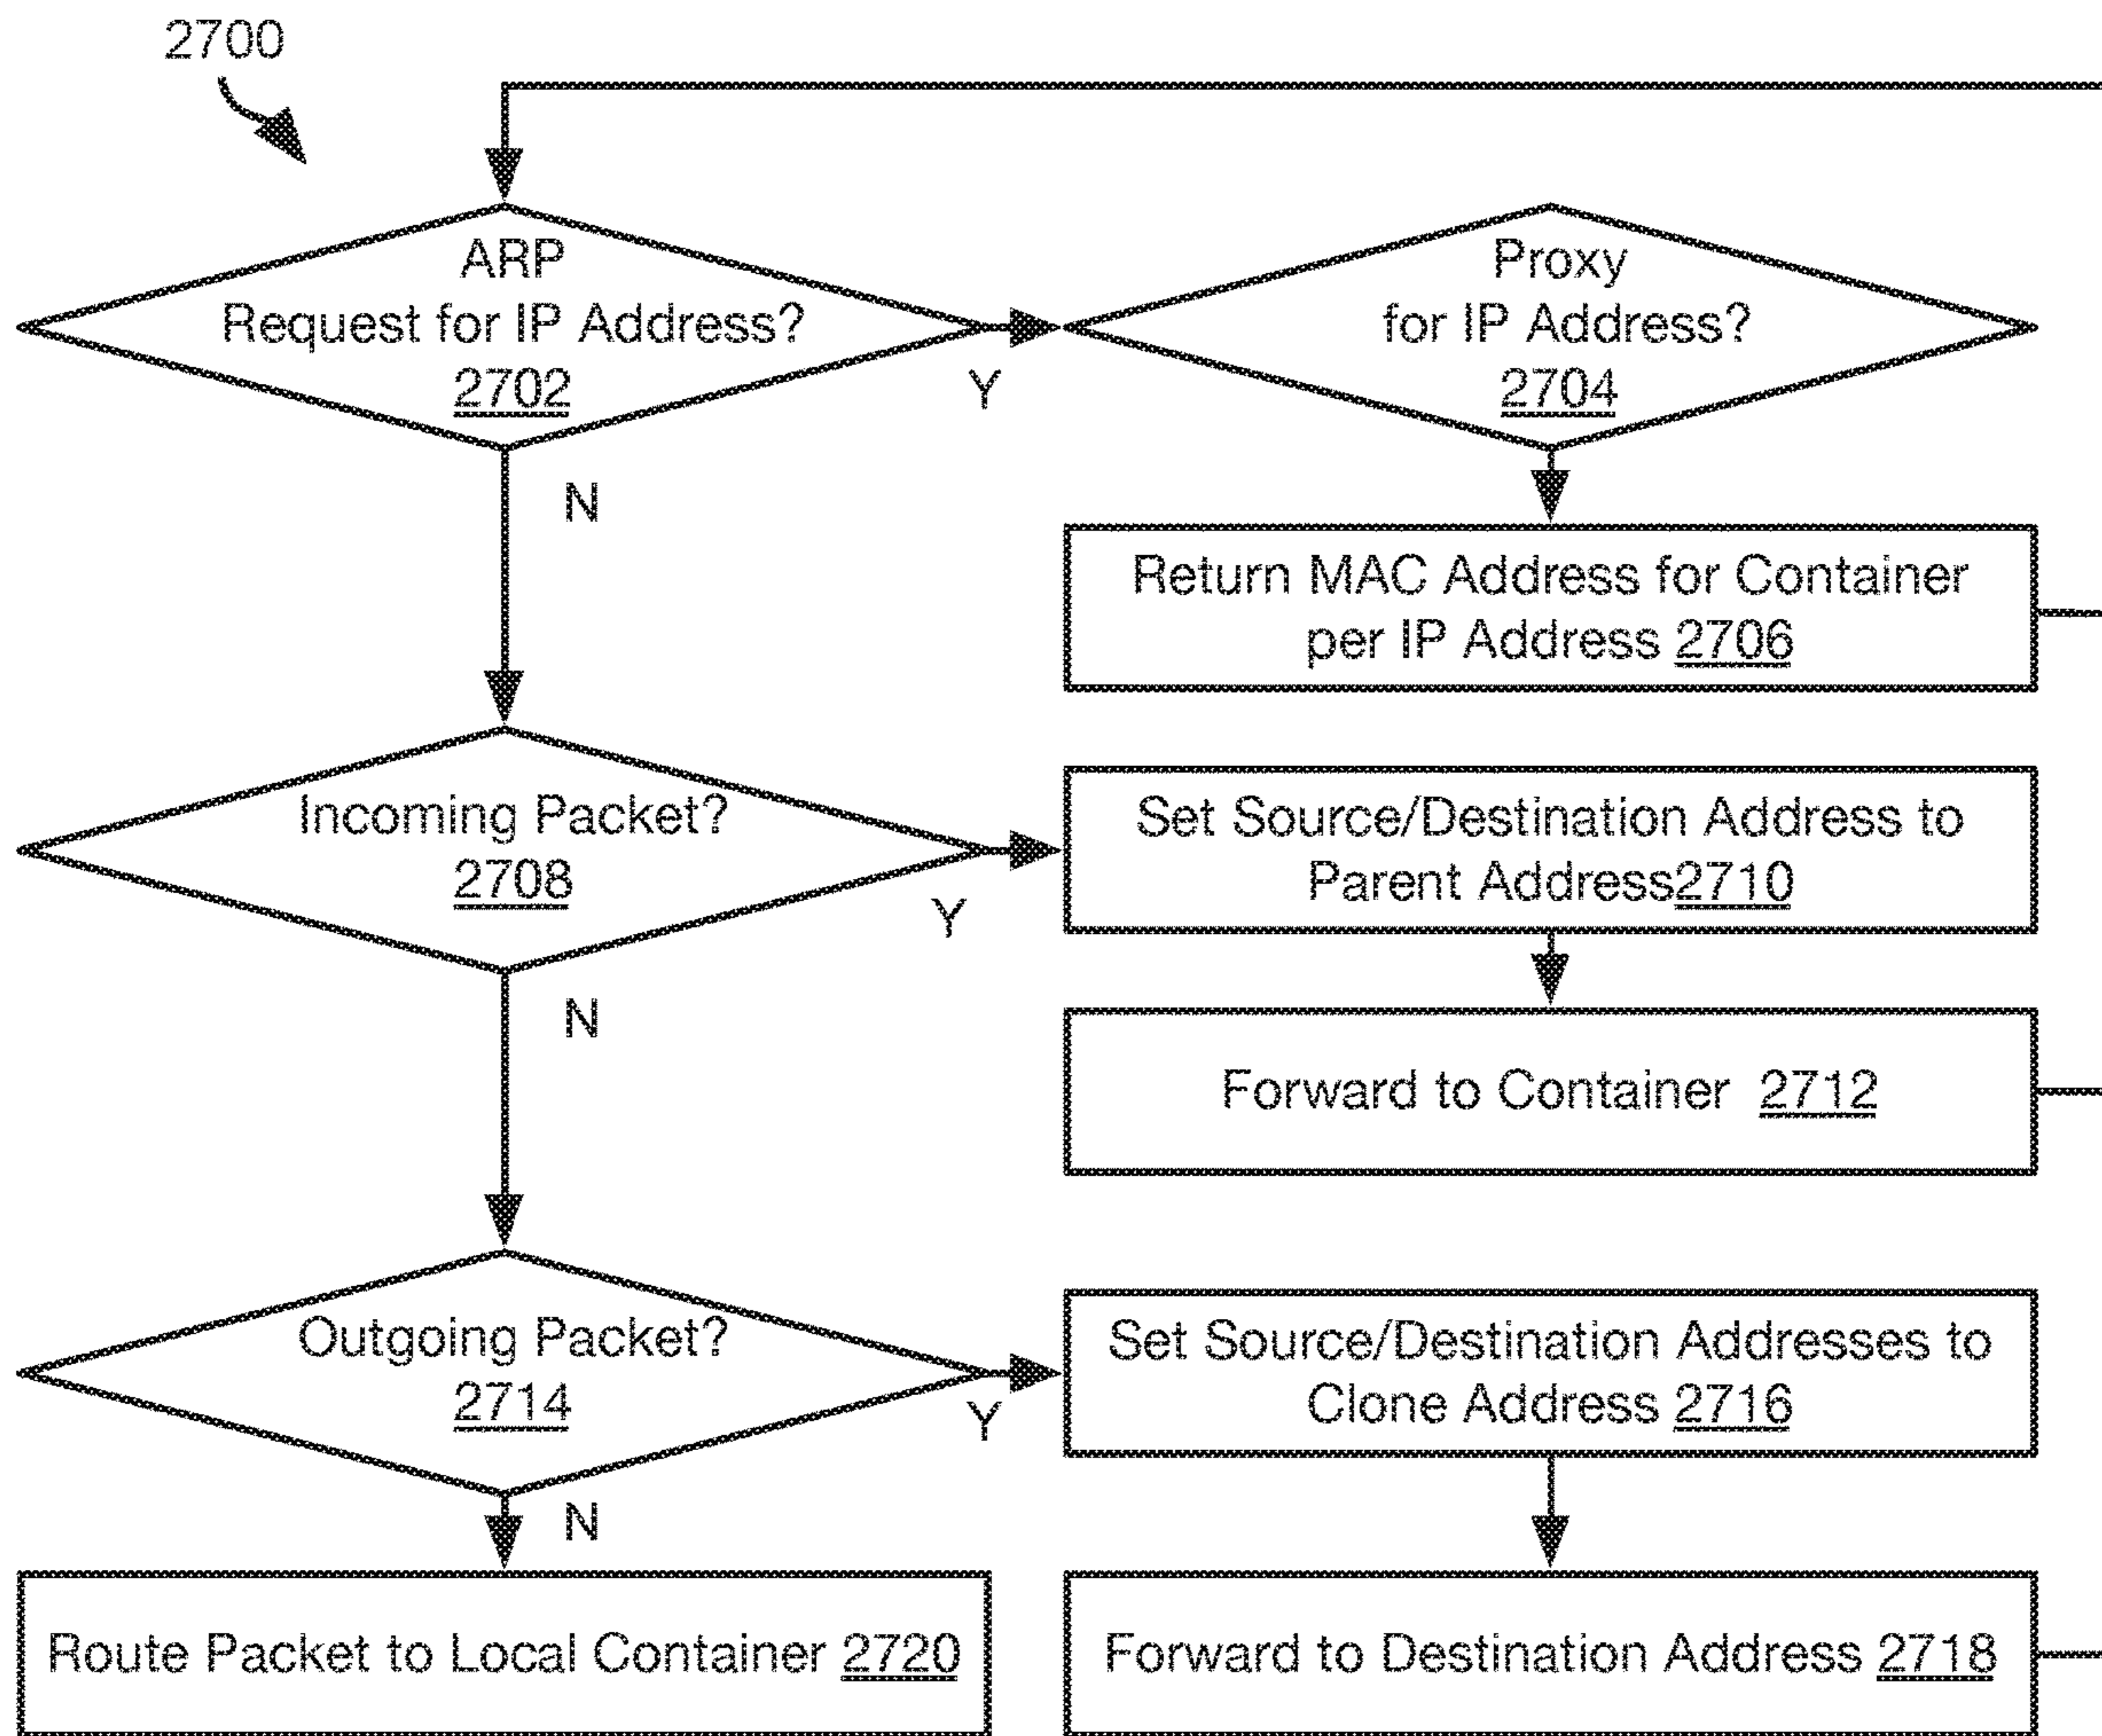 2700
ARP
Request for IP Address?
2702
Y
N
Proxy
for IP Address?
2704
Return MAC Address for Container
per IP Address 2706
Incoming Packet?
2708
Y
N
Set Source/Destination Address to
Parent Address2710
Forward to Container 2712
Outgoing Packet?
2714
Y
N
Set Source/Destination Addresses to
Clone Address 2716
Route Packet to Local Container 2720
Forward to Destination Address 2718